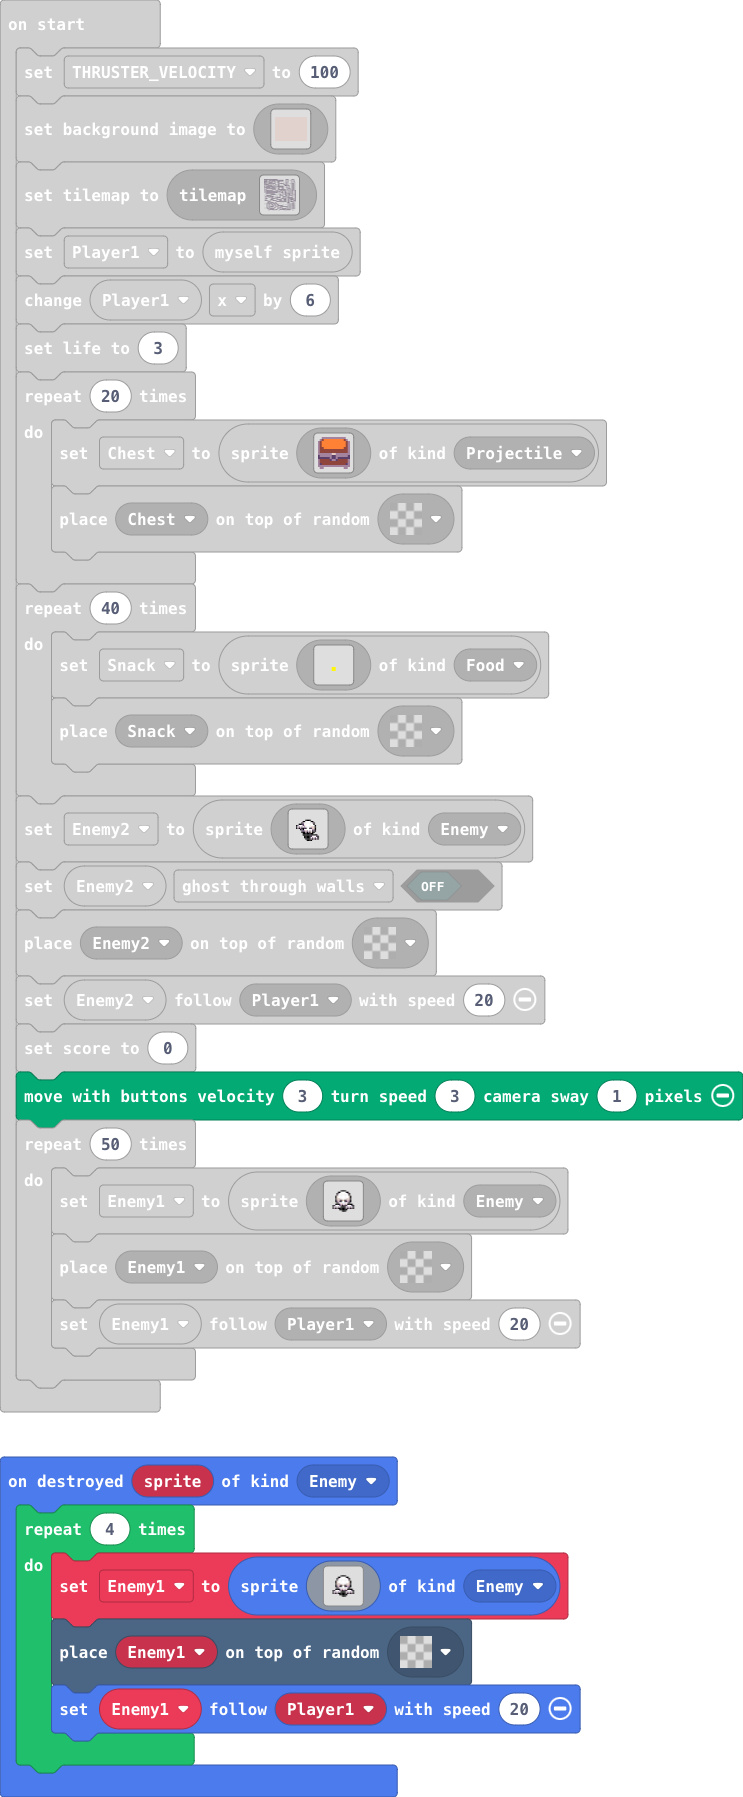 on start
set THRUSTER_VELOCITY to 100
set background image to
set tilemap to tilemap
set Player1 to myself sprite
change Player1 x by 6
set life to 3
repeat 20 times
do
set Chest to sprite of kind Projectile
place Chest on top of random
repeat 40 times
do
set Snack to sprite of kind Food
place Snack on top of random
set Enemy2 to sprite of kind Enemy
set Enemy2 ghost through walls OFF
place Enemy2 on top of random
set Enemy2 follow Player1 with speed 20
set score to 0
move with buttons velocity 3 turn speed 3 camera sway 1 pixels
repeat 50 times
do
set Enemy1 to sprite of kind Enemy
place Enemy1 on top of random
set Enemy1 follow Player1 with speed 20
on destroyed sprite of kind Enemy
repeat 4 times
do
set Enemy1 to sprite of kind Enemy
place Enemy1 on top of random
set Enemy1 follow Player1 with speed 20